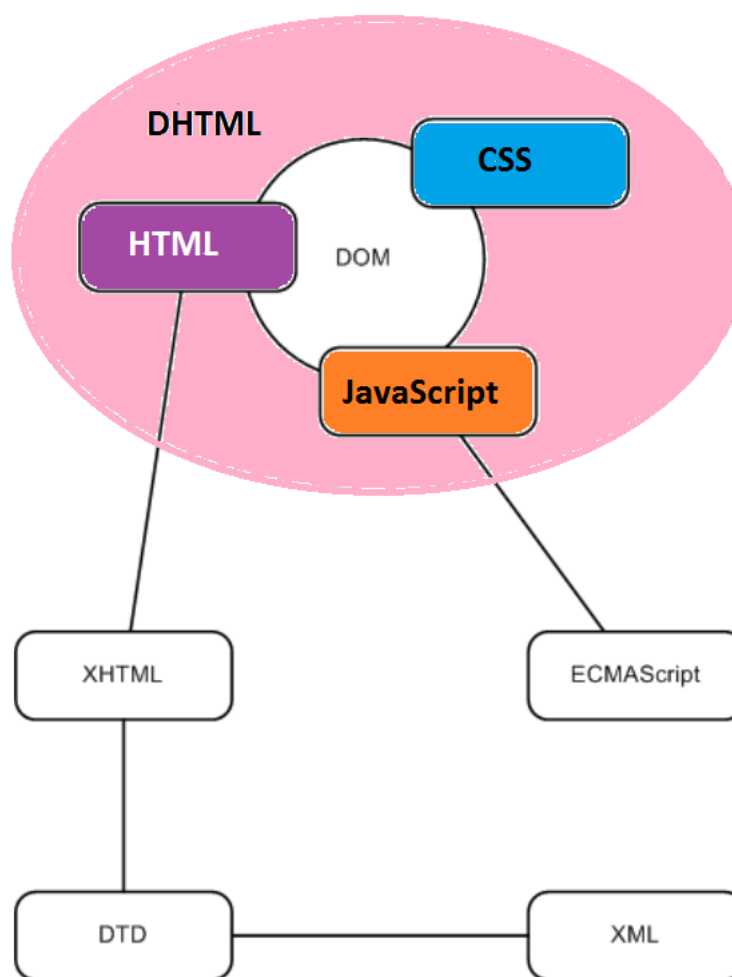 DHTML
CSS
HTML
DOM
JavaScript
XHTML
ECMAScript
DTD
XML